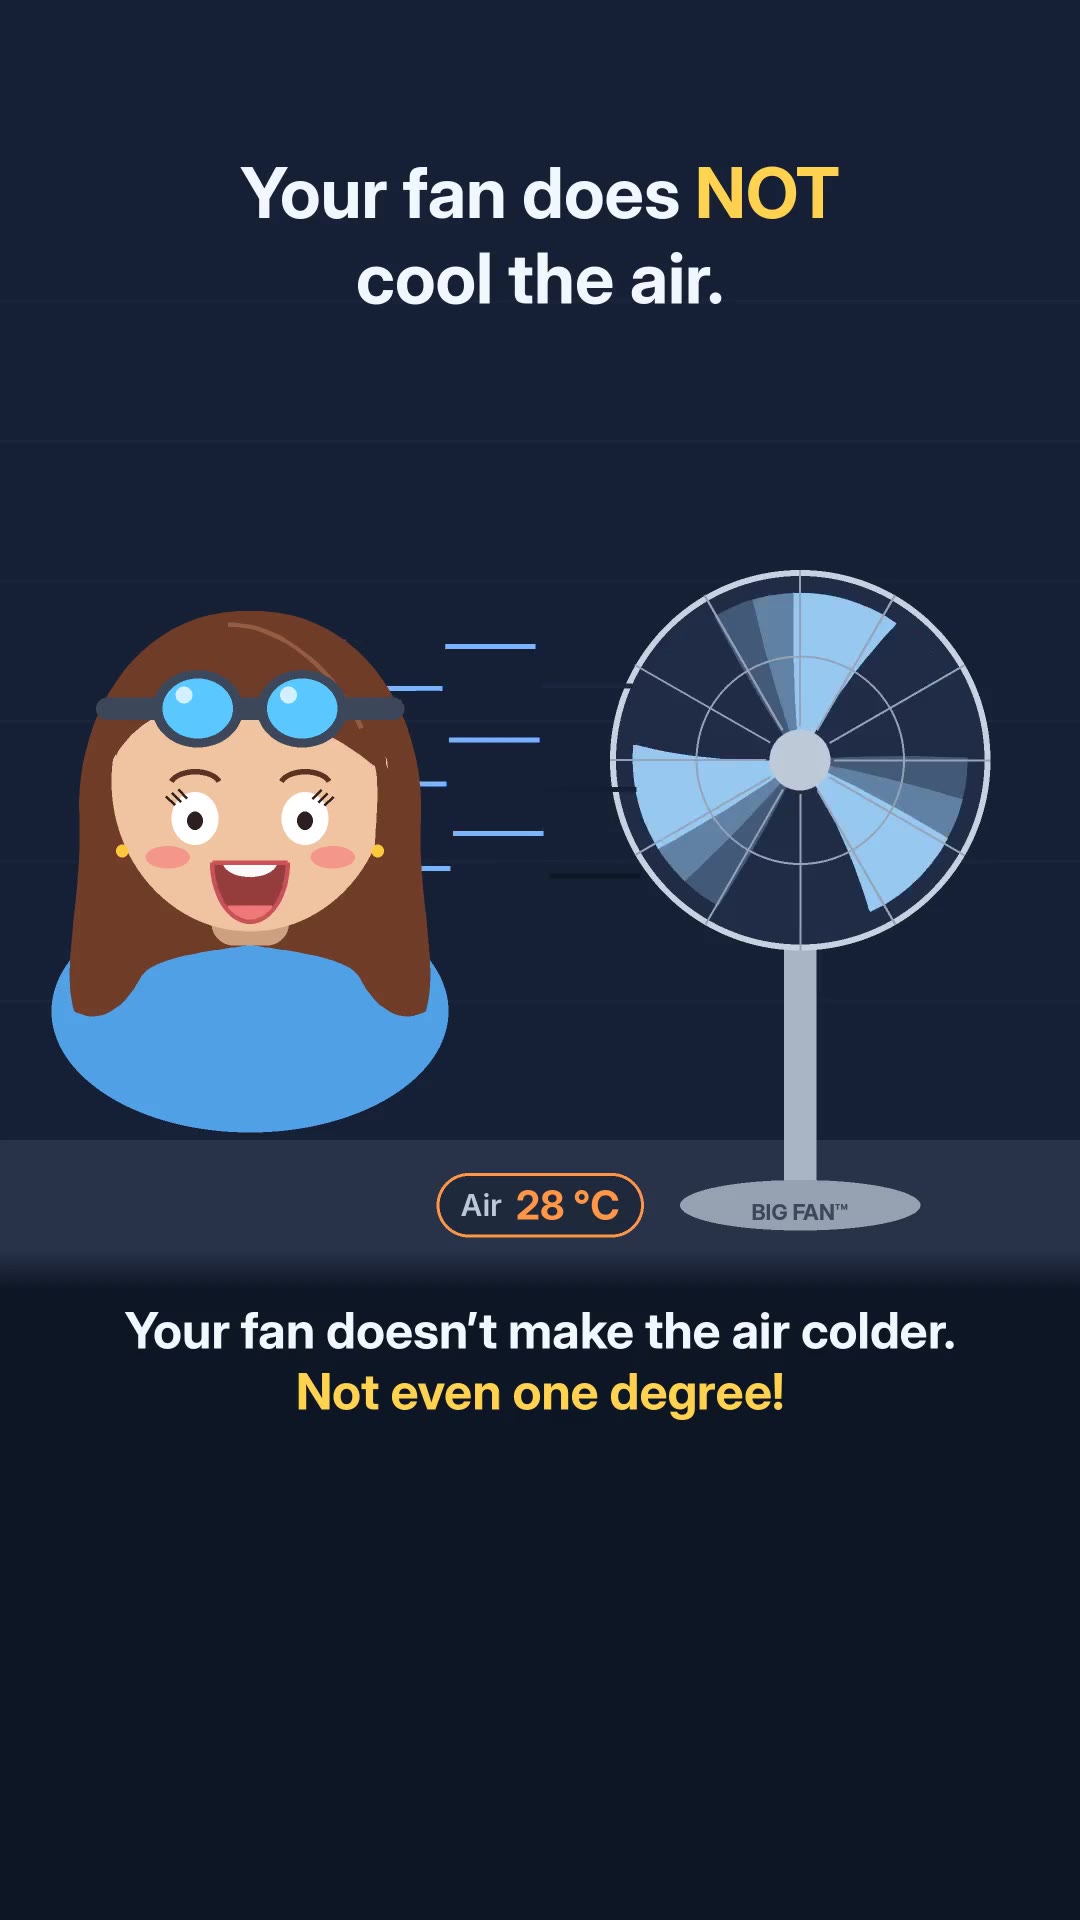 Your fan does NOT
cool the air.
Air 28 °C
BIG FAN™
Your fan doesn’t make the air colder.
Not even one degree!